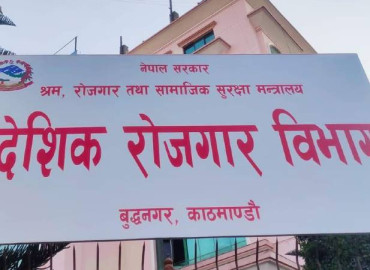 नेपाल सरकार
श्रम, रोजगार तथा सामाजिक सुरक्षा मन्त्रालय
देशिक रोजगार विभाग
बुद्धनगर, काठमाण्डौ